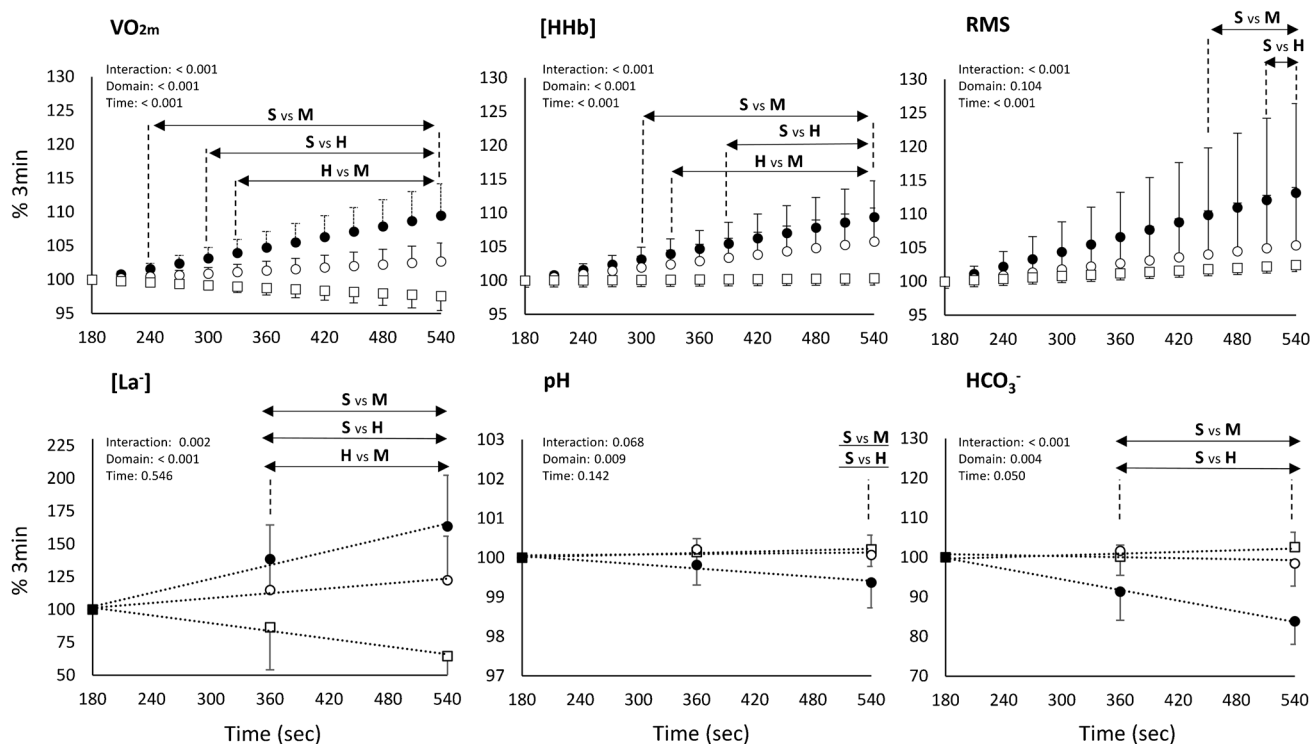 VO2m
Interaction: < 0.001
Domain: < 0.001
Time: < 0.001
S vs M
S vs H
H vs M
% 3min
130
125
120
115
110
105
100
95
180 240 300 360 420 480 540
[HHb]
Interaction: < 0.001
Domain: < 0.001
Time: < 0.001
S vs M
S vs H
H vs M
130
125
120
115
110
105
100
95
180 240 300 360 420 480 540
RMS
S vs M
S vs H
Interaction: < 0.001
Domain: 0.104
Time: < 0.001
130
125
120
115
110
105
100
95
180 240 300 360 420 480 540
[La-]
S vs M
S vs H
H vs M
Interaction: 0.002
Domain: < 0.001
Time: 0.546
% 3min
225
200
175
150
125
100
75
50
180 240 300 360 420 480 540
Time (sec)
pH
Interaction: 0.068
Domain: 0.009
Time: 0.142
S vs M
S vs H
103
102
101
100
99
98
97
180 240 300 360 420 480 540
Time (sec)
HCO3-
Interaction: < 0.001
Domain: 0.004
Time: 0.050
S vs M
S vs H
130
120
110
100
90
80
70
180 240 300 360 420 480 540
Time (sec)